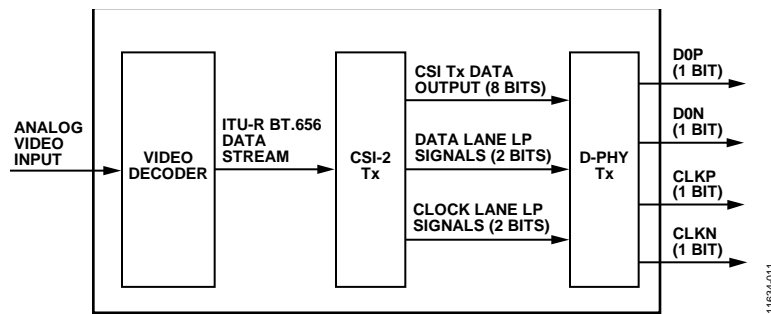 ANALOG
VIDEO
INPUT
VIDEO
DECODER
ITU-R BT.656
DATA
STREAM
CSI-2
Tx
CSI Tx DATA
OUTPUT (8 BITS)
DATA LANE LP
SIGNALS (2 BITS)
CLOCK LANE LP
SIGNALS (2 BITS)
D-PHY
Tx
D0P
(1 BIT)
D0N
(1 BIT)
CLKP
(1 BIT)
CLKN
(1 BIT)
11634-011